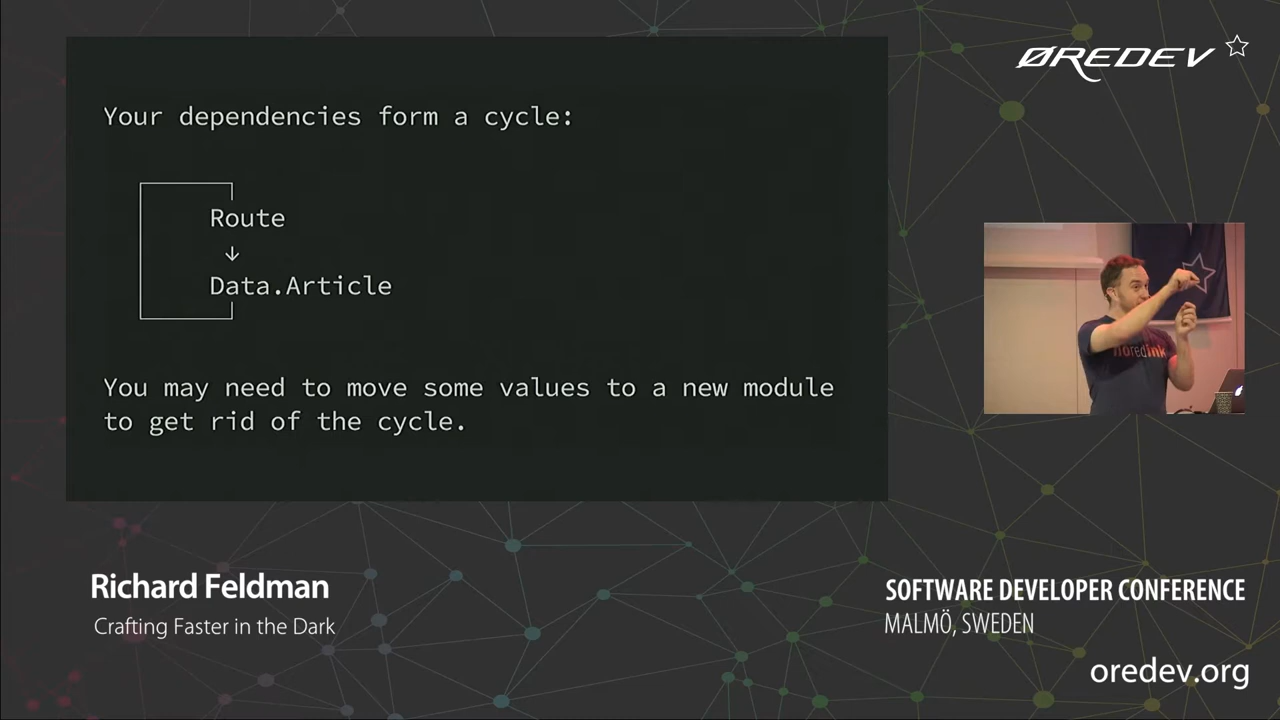 ØREDEV
Your dependencies form a cycle:
Route
↓
Data.Article
You may need to move some values to a new module
to get rid of the cycle.
noredink
Richard Feldman
Crafting Faster in the Dark
SOFTWARE DEVELOPER CONFERENCE
MALMÖ, SWEDEN
oredev.org